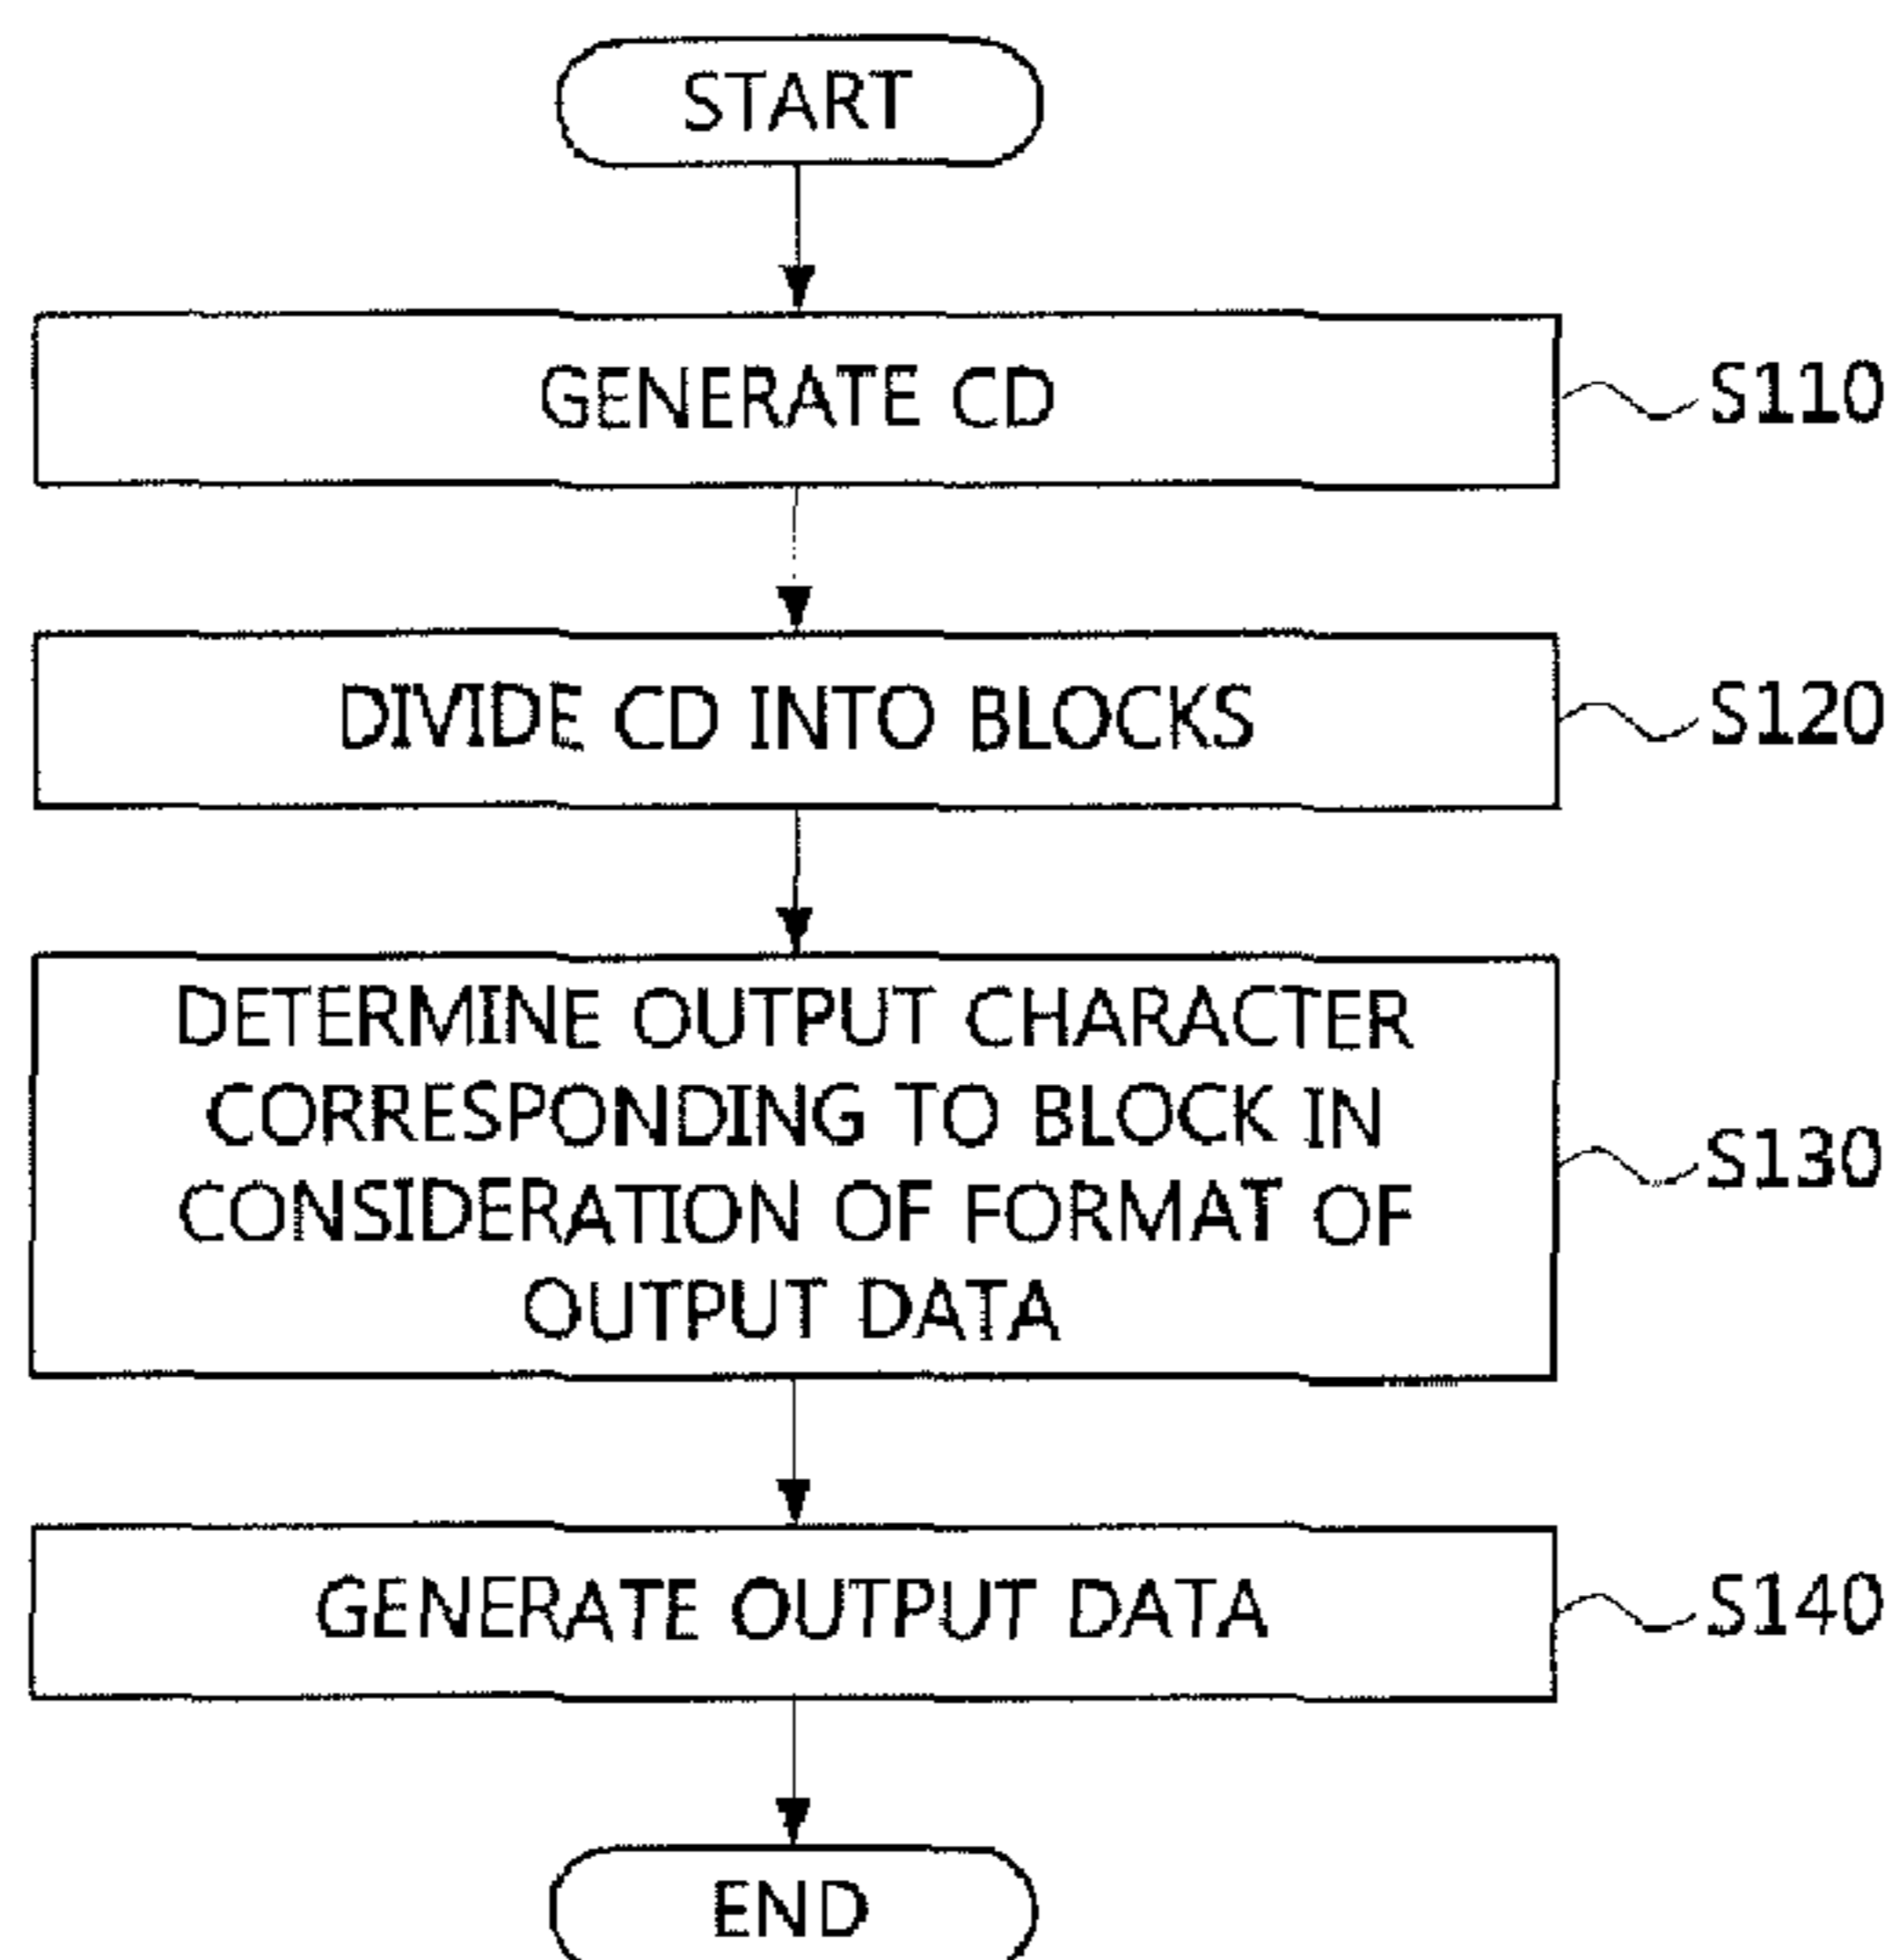 START
GENERATE CD
S110
DIVIDE CD INTO BLOCKS
S120
DETERMINE OUTPUT CHARACTER
CORRESPONDING TO BLOCK IN
CONSIDERATION OF FORMAT OF
OUTPUT DATA
S130
GENERATE OUTPUT DATA
S140
END